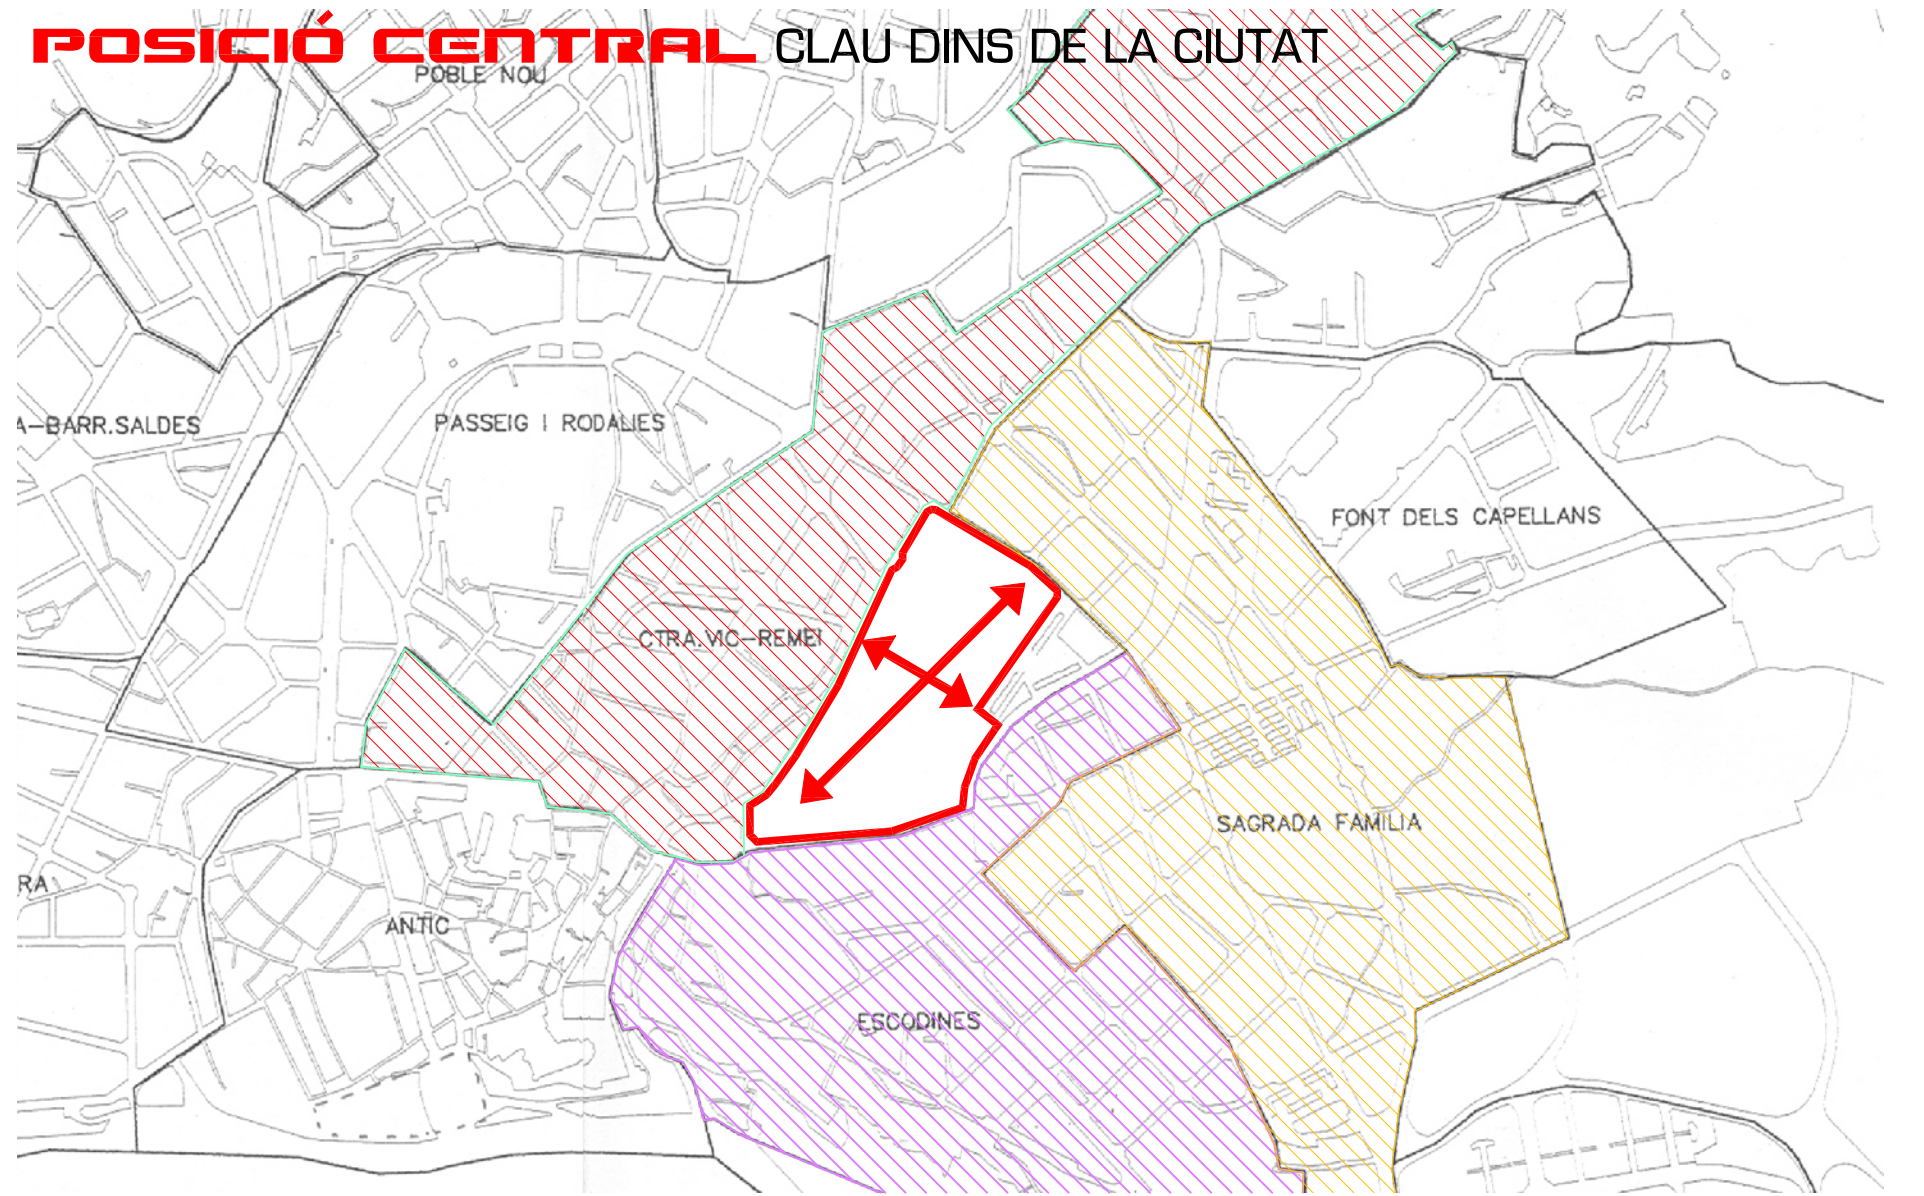 POSICIÓ CENTRAL CLAU DINS DE LA CIUTAT
POBLE NOU
A-BARR.SALDES
PASSEIG I RODALIES
FONT DELS CAPELLANS
CTRA.VIC-REMEI
SAGRADA FAMILIA
RA
ANTIC
ESCODINES